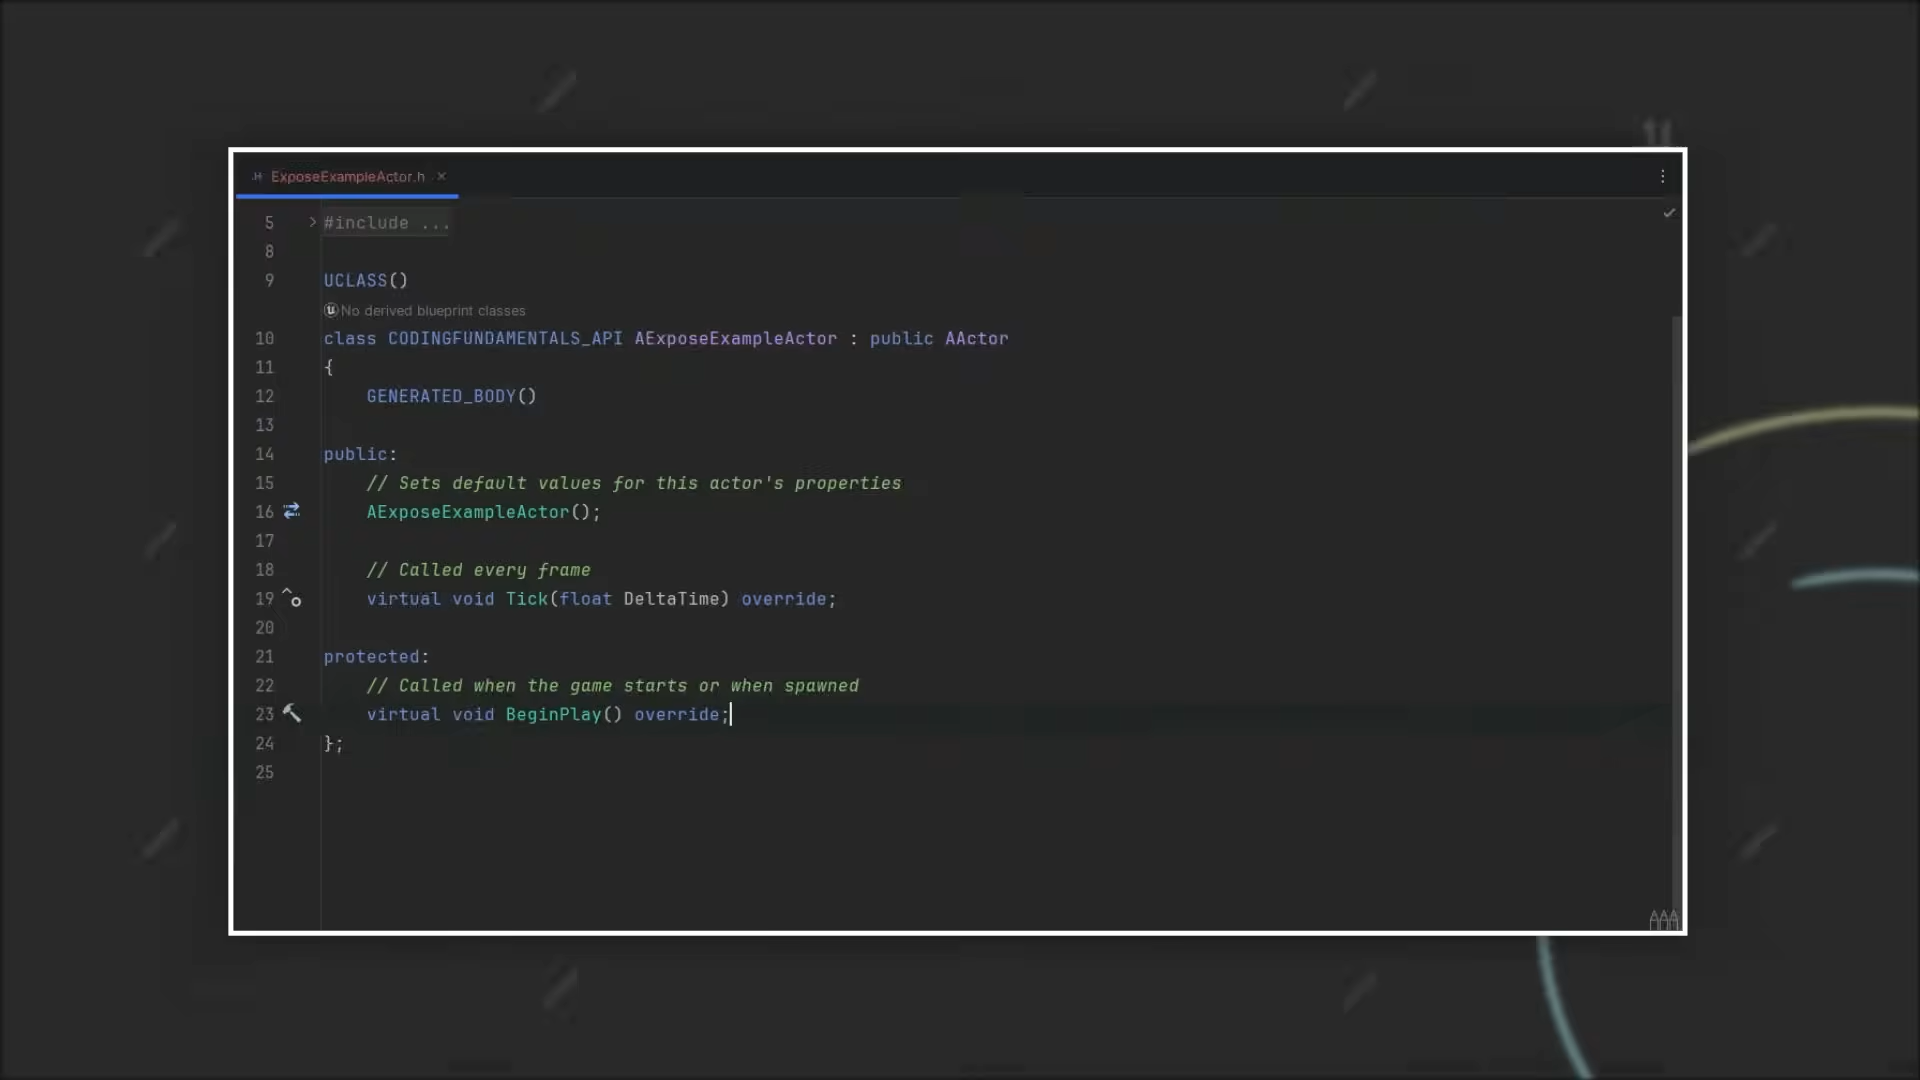 ExposeExampleActor.h
5 #include ...
8
9 UCLASS()
No derived blueprint classes
10 class CODINGFUNDAMENTALS_API AExposeExampleActor : public AActor
11 {
12 GENERATED_BODY()
13
14 public:
15 // Sets default values for this actor's properties
16 AExposeExampleActor();
17
18 // Called every frame
19 virtual void Tick(float DeltaTime) override;
20
21 protected:
22 // Called when the game starts or when spawned
23 virtual void BeginPlay() override;
24 };
25